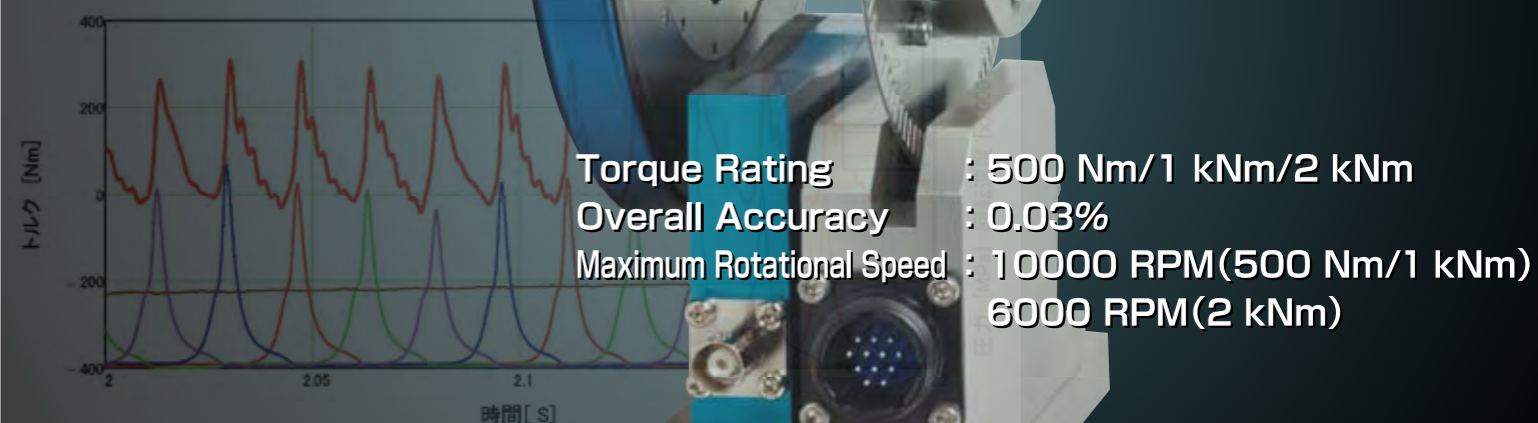 400
200
0
-200
-400
トルク [Nm]
2
2.05
2.1
時間[ S]
Torque Rating : 500 Nm/1 kNm/2 kNm
Overall Accuracy : 0.03%
Maximum Rotational Speed : 10000 RPM(500 Nm/1 kNm)
6000 RPM(2 kNm)